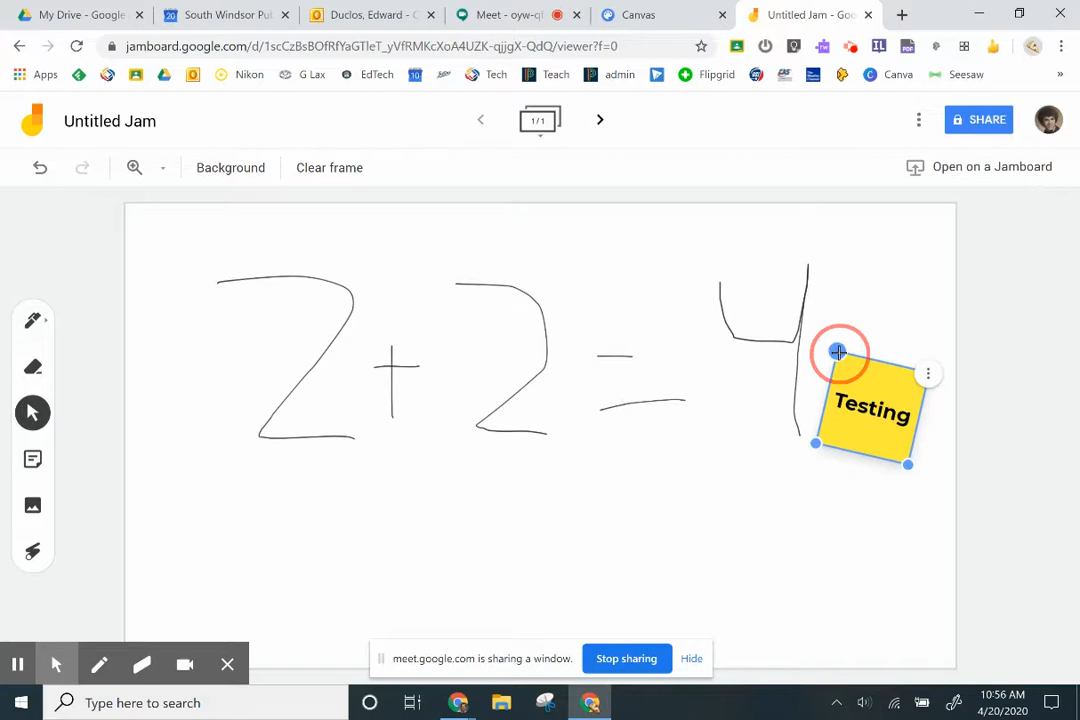 My Drive - Google
South Windsor Pub
Duclos, Edward - C
Meet - oyw-q
Canvas
Untitled Jam - Goo
jamboard.google.com/d/1scCzBsBOfRfYaGTleT_yVfRMKcXoA4UZK-qjjgX-QdQ/viewer?f=0
Apps
Nikon
G Lax
EdTech
Tech
Teach
admin
Flipgrid
Canva
Seesaw
Untitled Jam
1/1
SHARE
Background
Clear frame
Open on a Jamboard
2 + 2 = 4
Testing
meet.google.com is sharing a window.
Stop sharing
Hide
Type here to search
10:56 AM
4/20/2020